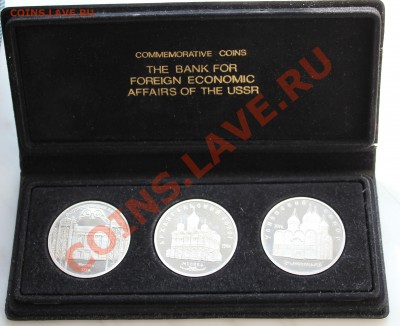 COINS.LAVE.RU
COMMEMORATIVE COINS
THE BANK FOR
FOREIGN ECONOMIC
AFFAIRS OF THE USSR
COINS.LAVE.RU